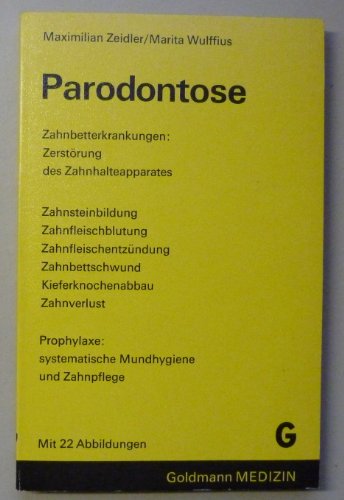 Maximilian Zeidler/Marita Wulffius
Parodontose
Zahnbetterkrankungen:
Zerstörung
des Zahnhalteapparates
Zahnsteinbildung
Zahnfleischblutung
Zahnfleischentzündung
Zahnbettschwund
Kieferknochenabbau
Zahnverlust
Prophylaxe:
systematische Mundhygiene
und Zahnpflege
Mit 22 Abbildungen
G
Goldmann MEDIZIN